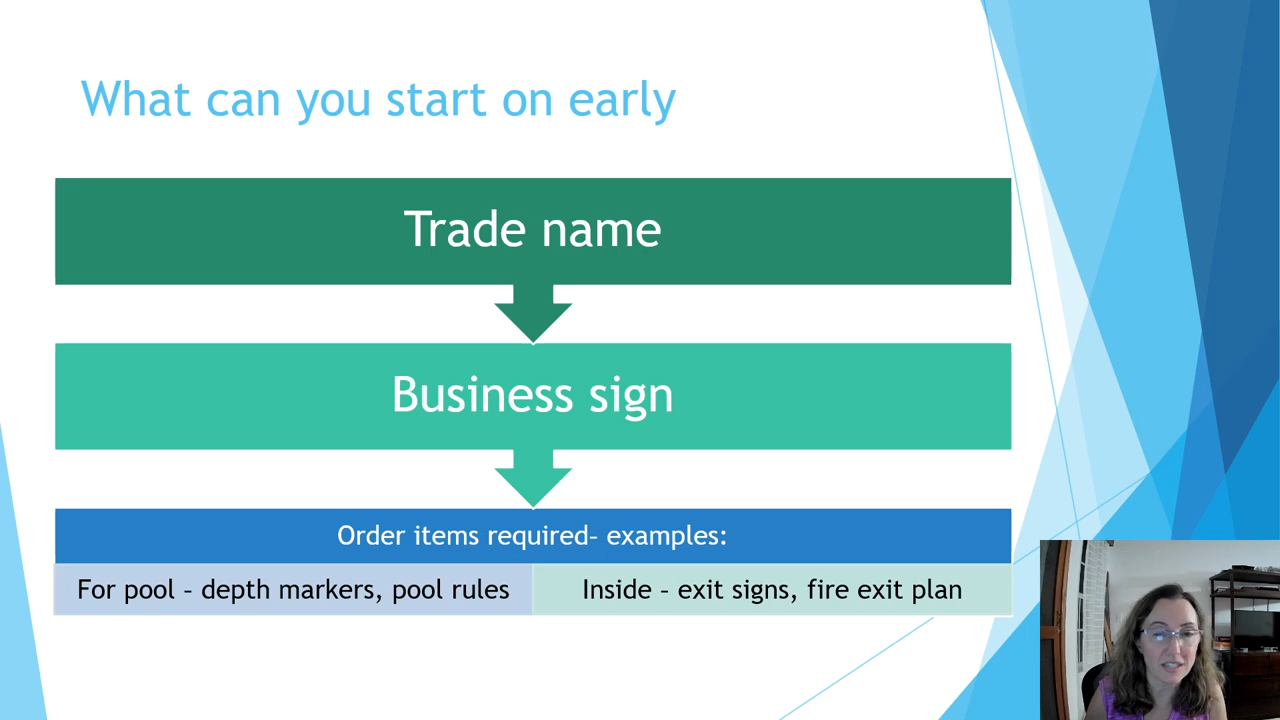 What can you start on early
Trade name
Business sign
Order items required– examples:
For pool – depth markers, pool rules
Inside – exit signs, fire exit plan